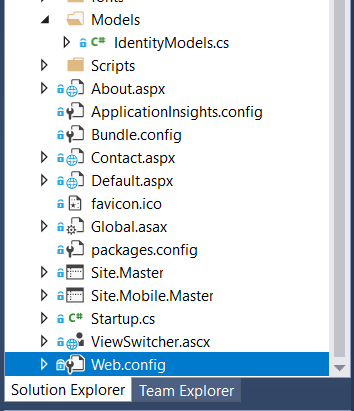 Models
C# IdentityModels.cs
Scripts
About.aspx
ApplicationInsights.config
Bundle.config
Contact.aspx
Default.aspx
favicon.ico
Global.asax
packages.config
Site.Master
Site.Mobile.Master
C# Startup.cs
ViewSwitcher.ascx
Web.config
Solution Explorer Team Explorer